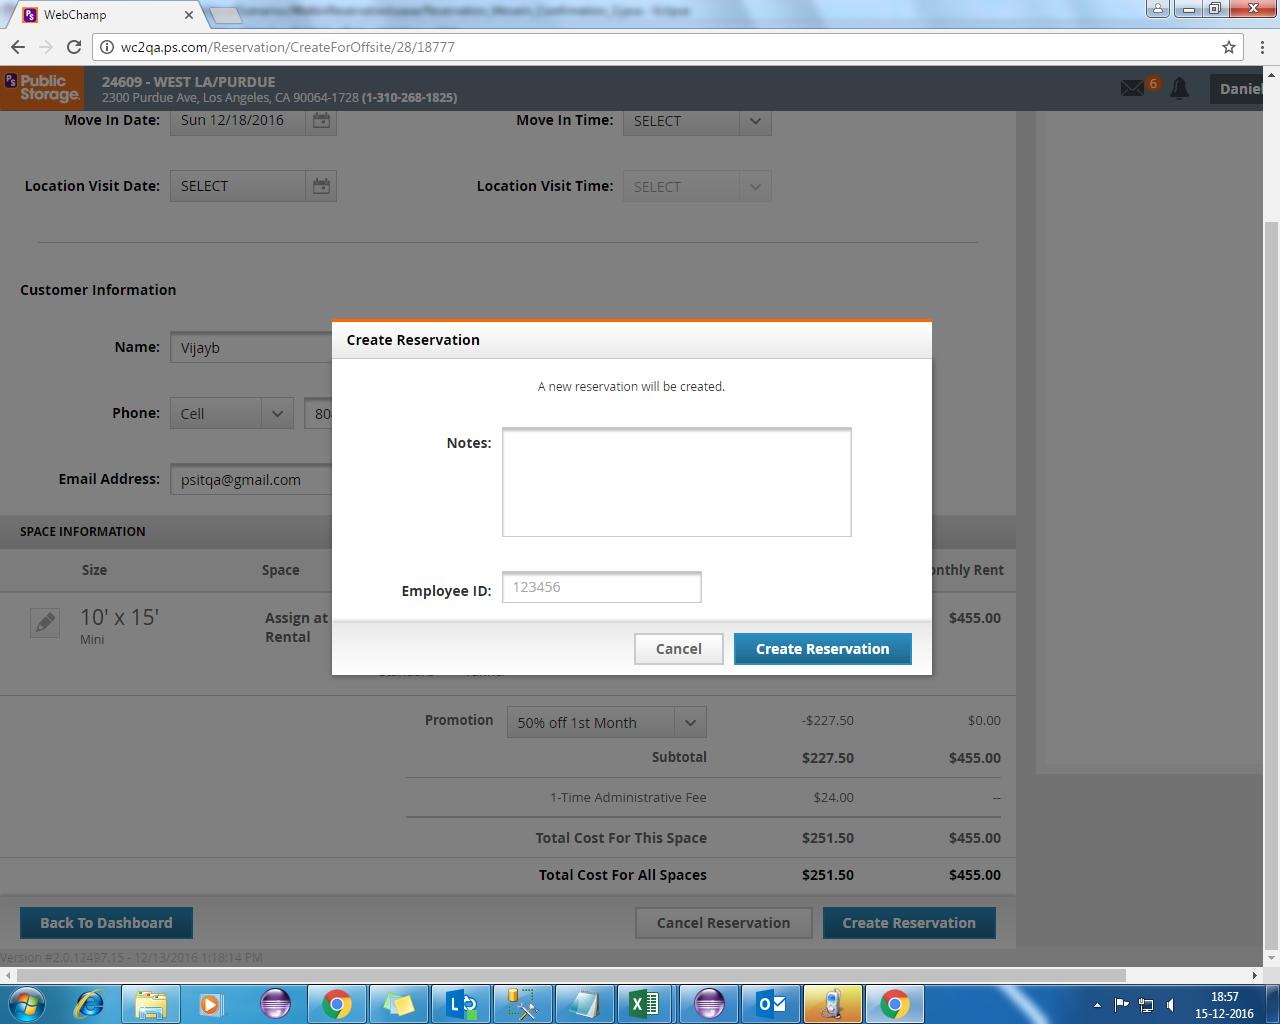 WebChamp
wc2qa.ps.com/Reservation/CreateForOffsite/28/18777
PS Public Storage.
24609 - WEST LA/PURDUE
2300 Purdue Ave, Los Angeles, CA 90064-1728 (1-310-268-1825)
6
Daniel
Move In Date: Sun 12/18/2016 Move In Time: SELECT
Location Visit Date: SELECT Location Visit Time: SELECT
Customer Information
Name: Vijayb
Phone: Cell 80
Email Address: psitqa@gmail.com
Create Reservation
A new reservation will be created.
Notes:
Employee ID: 123456
Cancel Create Reservation
SPACE INFORMATION
Size Space onthly Rent
10' x 15' Assign at $455.00
Mini Rental
Promotion 50% off 1st Month -$227.50 $0.00
Subtotal $227.50 $455.00
1-Time Administrative Fee $24.00 --
Total Cost For This Space $251.50 $455.00
Total Cost For All Spaces $251.50 $455.00
Back To Dashboard Cancel Reservation Create Reservation
Version #2.0.12497.15 - 12/13/2016 1:18:14 PM
18:57
15-12-2016